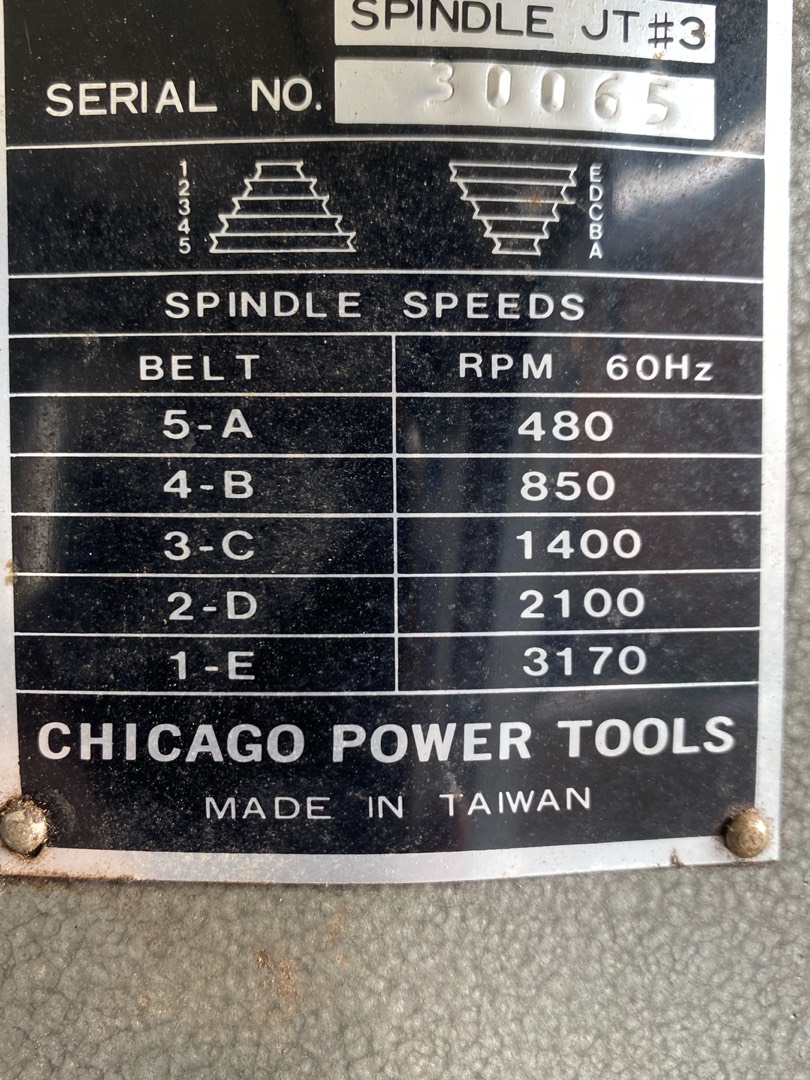 SPINDLE JT#3
SERIAL NO. 30065
1 E
2 D
3 C
4 B
5 A
SPINDLE SPEEDS
BELT RPM 60Hz
5-A 480
4-B 850
3-C 1400
2-D 2100
1-E 3170
CHICAGO POWER TOOLS
MADE IN TAIWAN